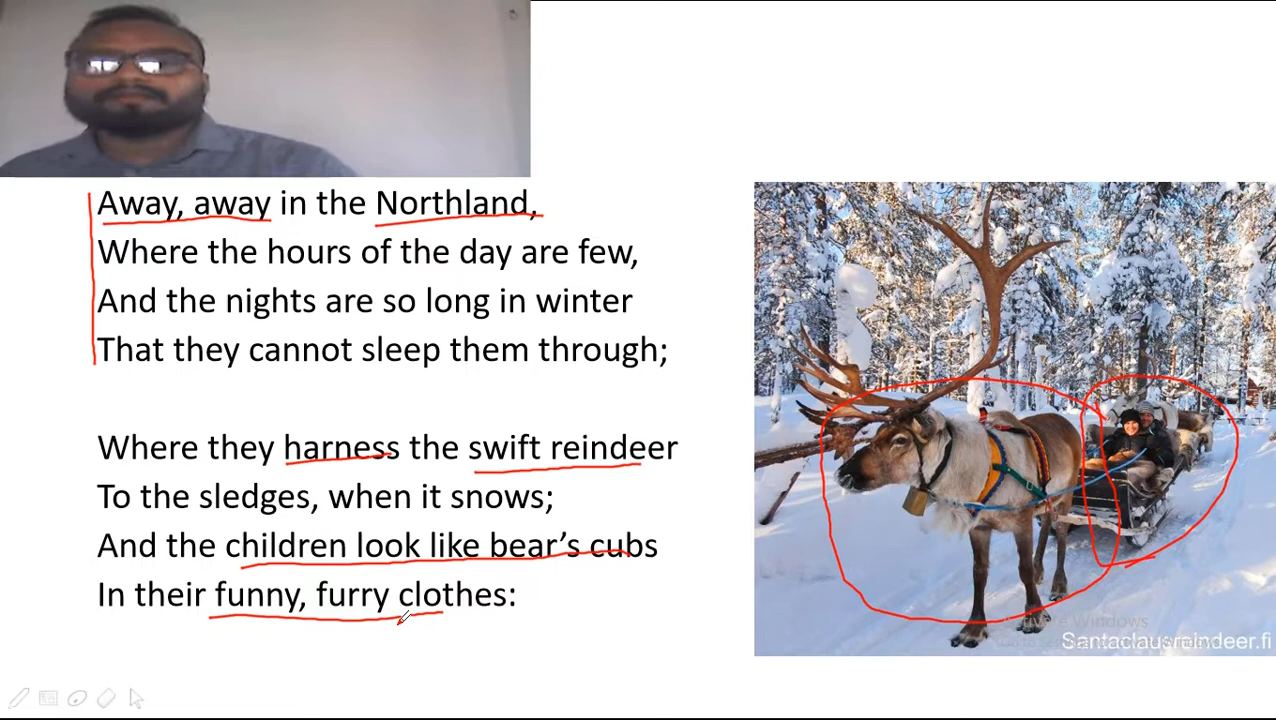 Away, away in the Northland,
Where the hours of the day are few,
And the nights are so long in winter
That they cannot sleep them through;
Where they harness the swift reindeer
To the sledges, when it snows;
And the children look like bear’s cubs
In their funny, furry clothes:
Activate Windows
Santaclausreindeer.fi